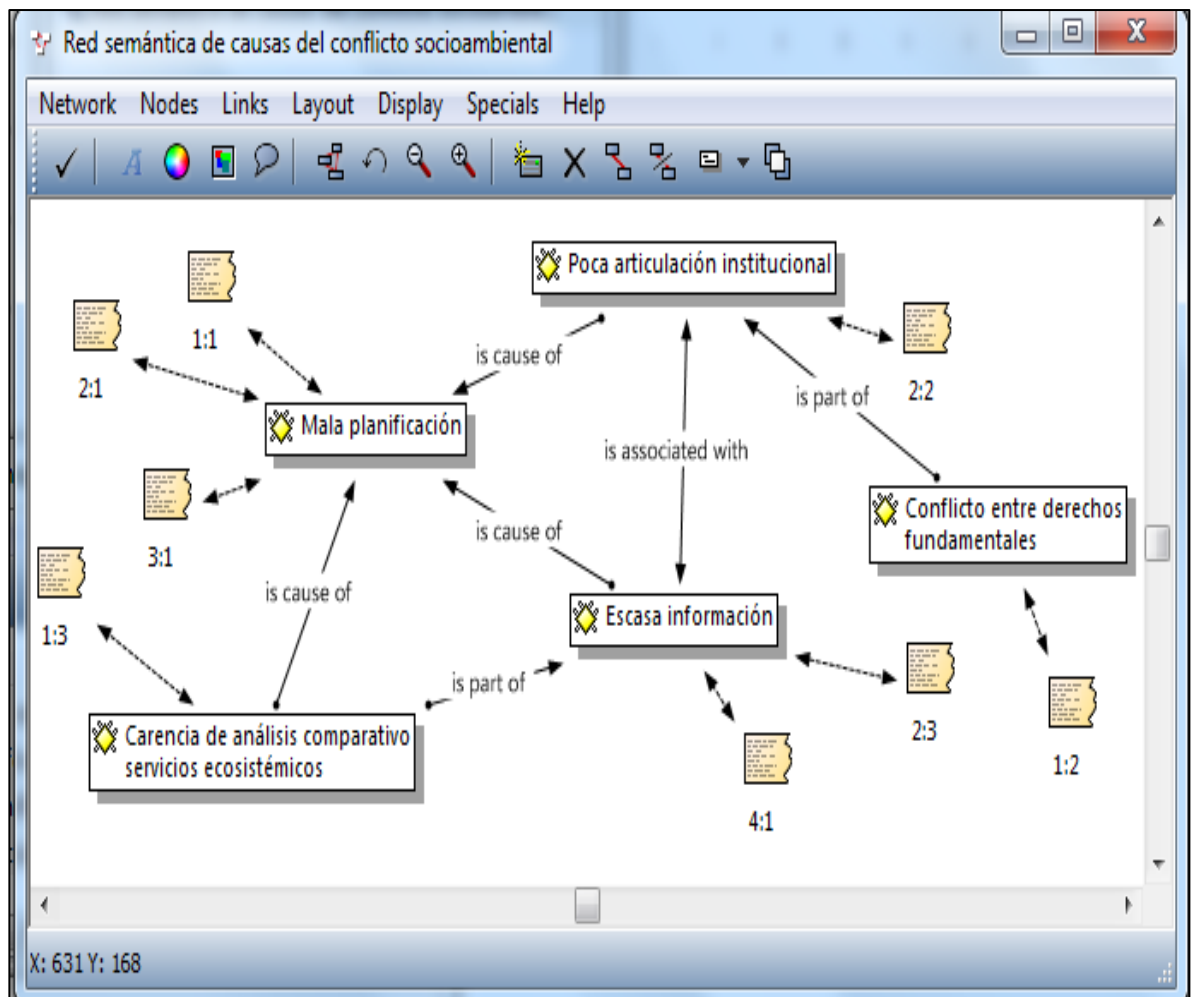 Red semántica de causas del conflicto socioambiental
X
Network Nodes Links Layout Display Specials Help
A
Poca articulación institucional
1:1
2:1
is cause of
2:2
is part of
Mala planificación
is associated with
Conflicto entre derechos
fundamentales
is cause of
3:1
is cause of
Escasa información
1:3
is part of
2:3
1:2
Carencia de análisis comparativo
servicios ecosistémicos
4:1
X: 631 Y: 168